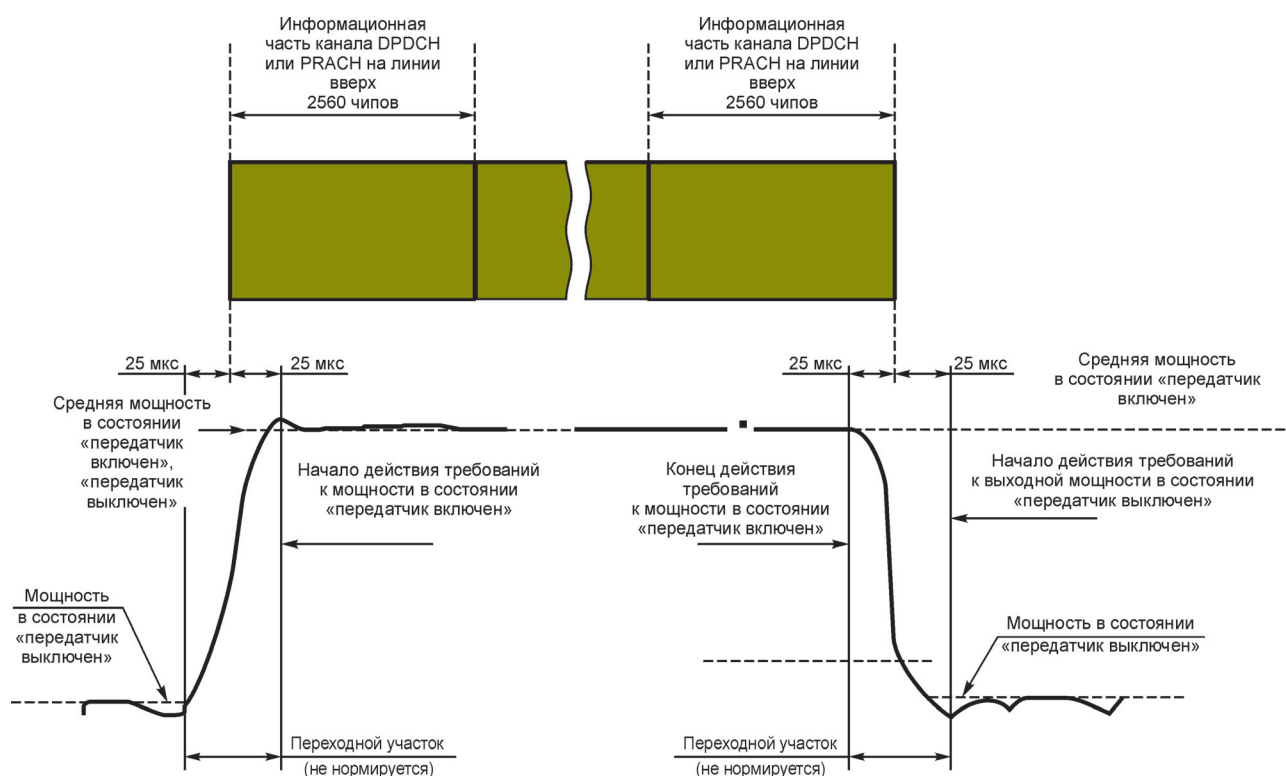 Информационная
часть канала DPDCH
или PRACH на линии
вверх
2560 чипов
Информационная
часть канала DPDCH
или PRACH на линии
вверх
2560 чипов
25 мкс
25 мкс
25 мкс
25 мкс
Средняя мощность
в состоянии «передатчик
включен»
Средняя мощность
в состоянии
«передатчик
включен»,
«передатчик
выключен»
Начало действия требований
к мощности в состоянии
«передатчик включен»
Конец действия
требований
к мощности в состоянии
«передатчик включен»
Начало действия требований
к выходной мощности в состоянии
«передатчик выключен»
Мощность
в состоянии
«передатчик
выключен»
Мощность в состоянии
«передатчик выключен»
Переходной участок
(не нормируется)
Переходной участок
(не нормируется)